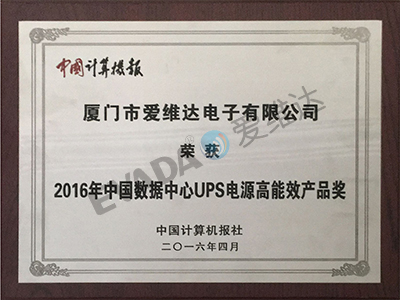 中国计算机报
厦门市爱维达电子有限公司
荣获
2016年中国数据中心UPS电源高能效产品奖
EVADA 爱维达
中国计算机报社
二〇一六年四月